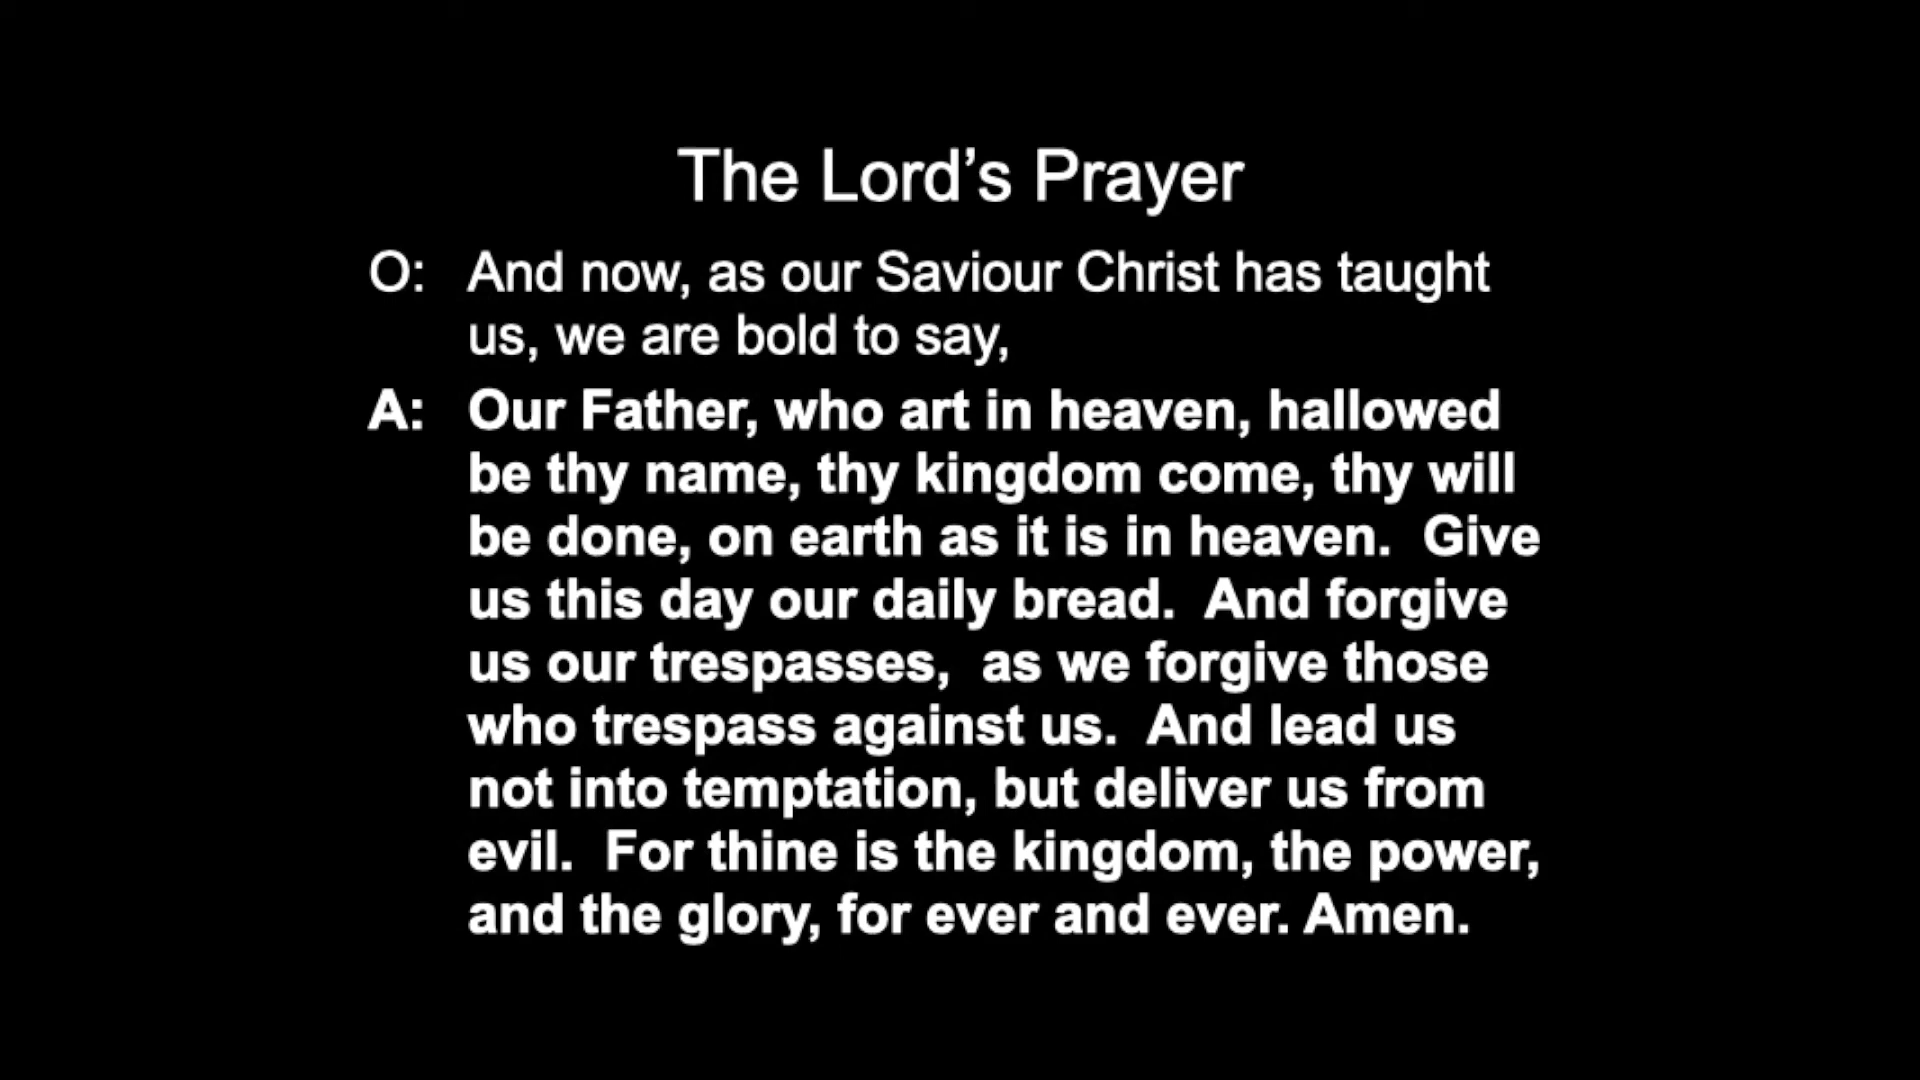 The Lord’s Prayer
O: And now, as our Saviour Christ has taught
us, we are bold to say,
A: Our Father, who art in heaven, hallowed
be thy name, thy kingdom come, thy will
be done, on earth as it is in heaven.  Give
us this day our daily bread.  And forgive
us our trespasses,  as we forgive those
who trespass against us.  And lead us
not into temptation, but deliver us from
evil.  For thine is the kingdom, the power,
and the glory, for ever and ever. Amen.